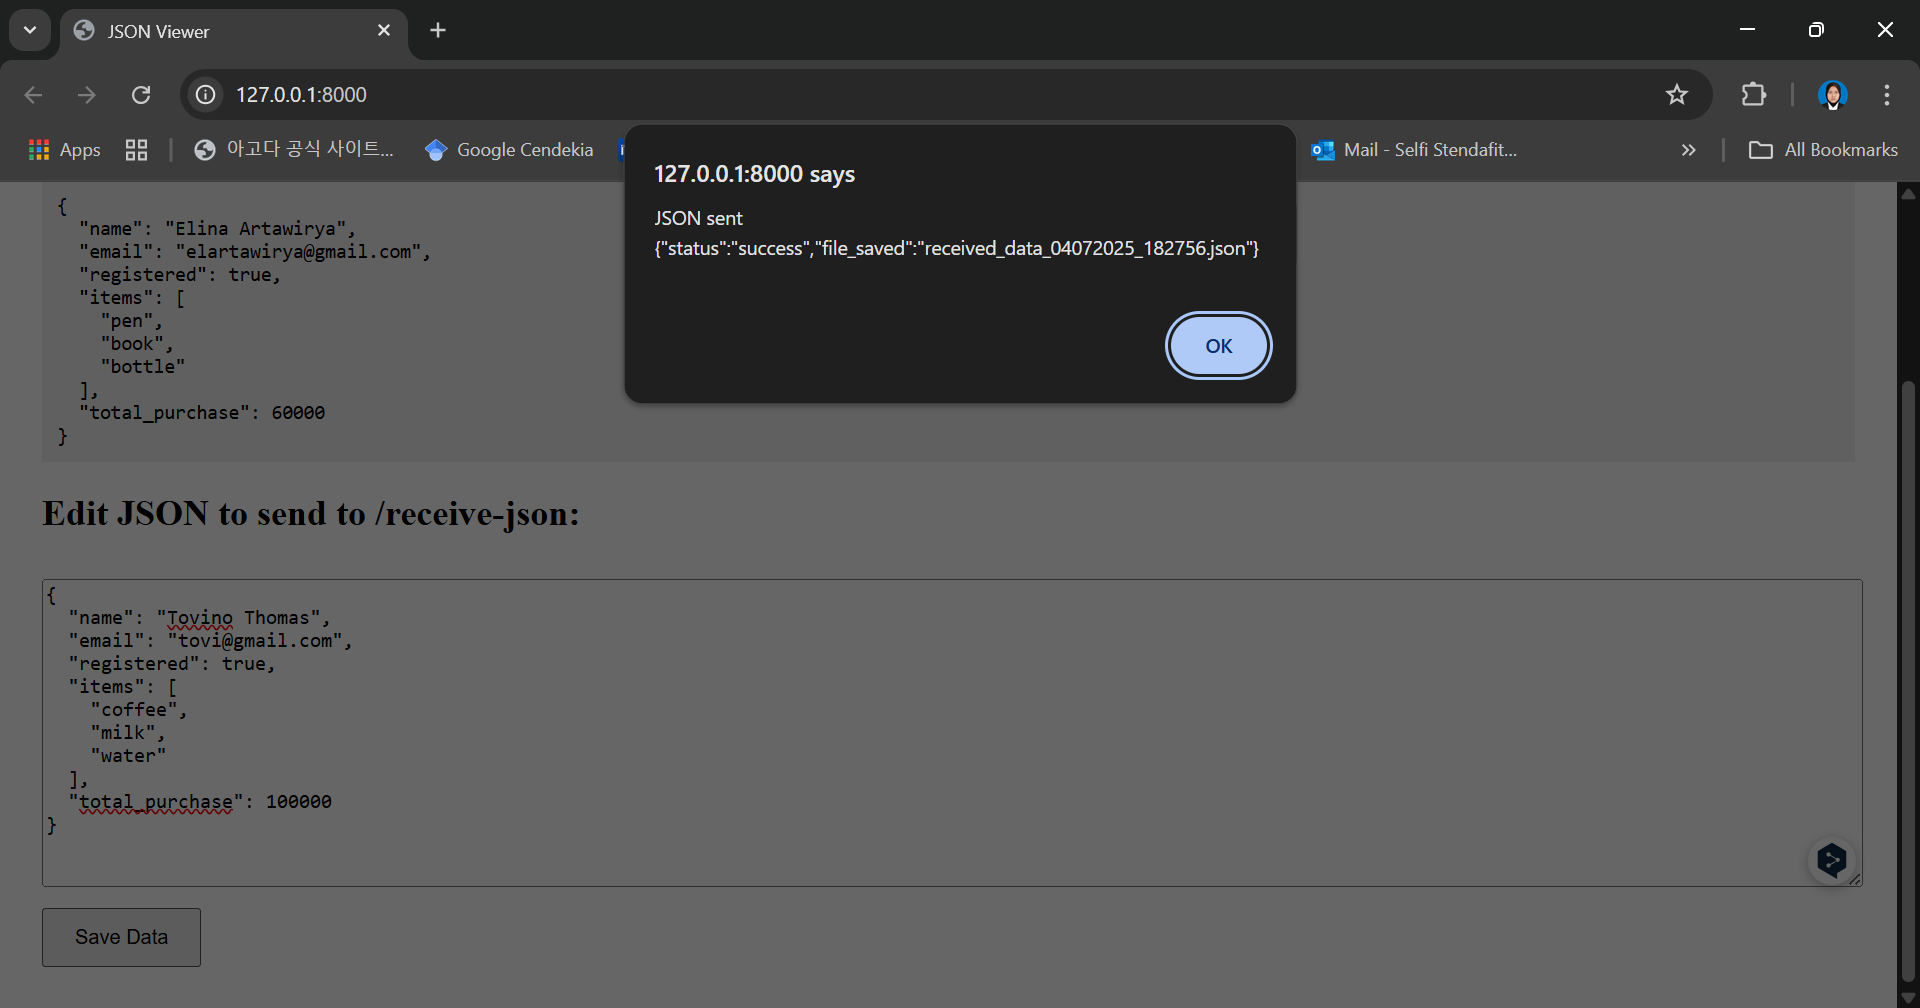 JSON Viewer
127.0.0.1:8000
Apps
아고다 공식 사이트...
Google Cendekia
Mail - Selfi Stendafit...
»
All Bookmarks
127.0.0.1:8000 says
JSON sent
{"status":"success","file_saved":"received_data_04072025_182756.json"}
OK
{
"name": "Elina Artawirya",
"email": "elartawirya@gmail.com",
"registered": true,
"items": [
"pen",
"book",
"bottle"
],
"total_purchase": 60000
}
Edit JSON to send to /receive-json:
{
"name": "Tovino Thomas",
"email": "tovi@gmail.com",
"registered": true,
"items": [
"coffee",
"milk",
"water"
],
"total_purchase": 100000
}
Save Data